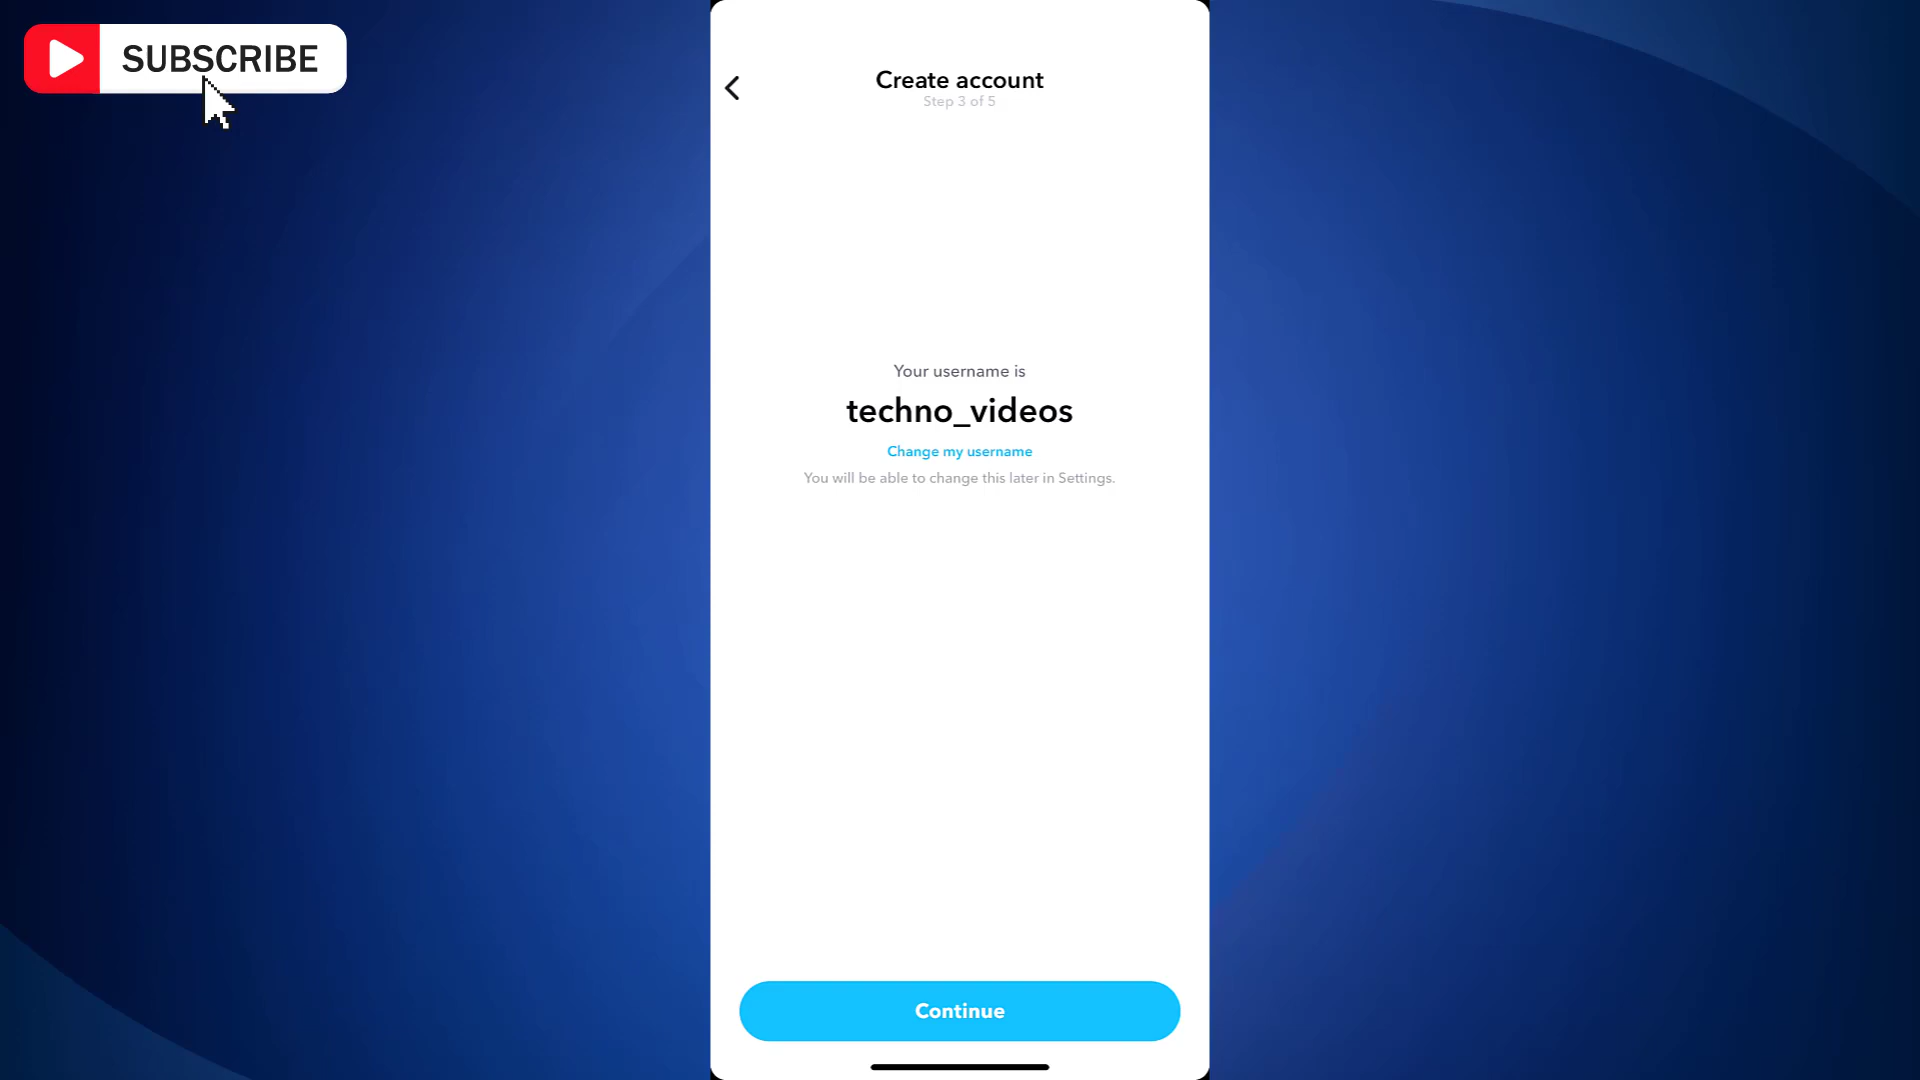 SUBSCRIBE
Create account
Step 3 of 5
Your username is
techno_videos
Change my username
You will be able to change this later in Settings.
Continue